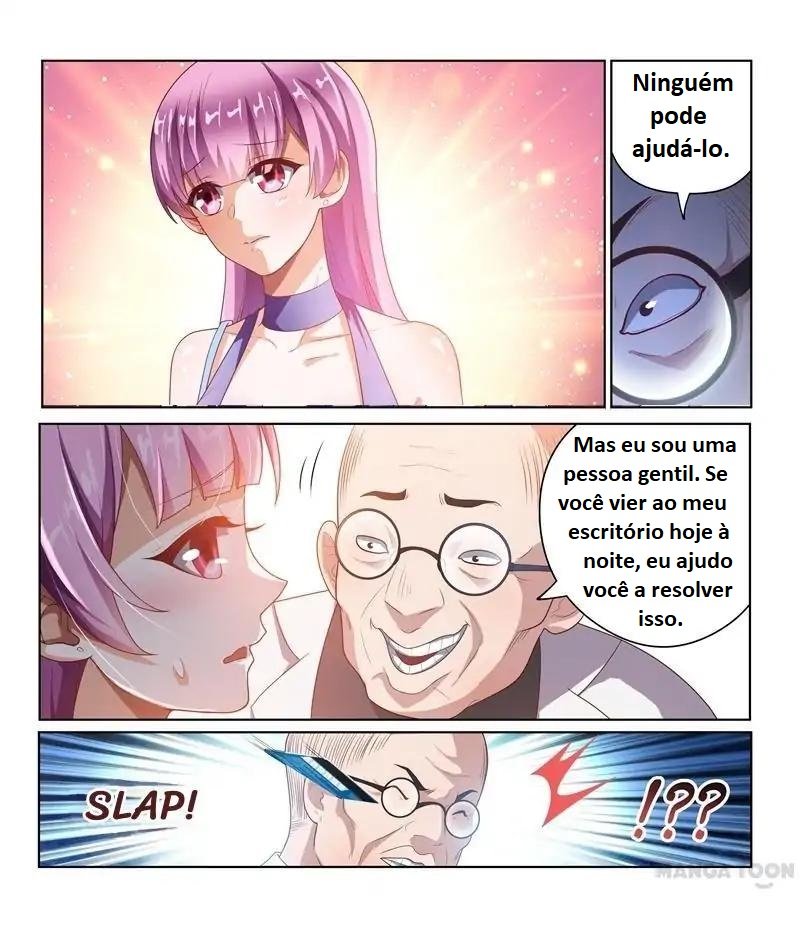 Ninguém
pode
ajudá-lo.
Mas eu sou uma
pessoa gentil. Se
você vier ao meu
escritório hoje à
noite, eu ajudo
você a resolver
isso.
SLAP!
!??
MANGA TOON